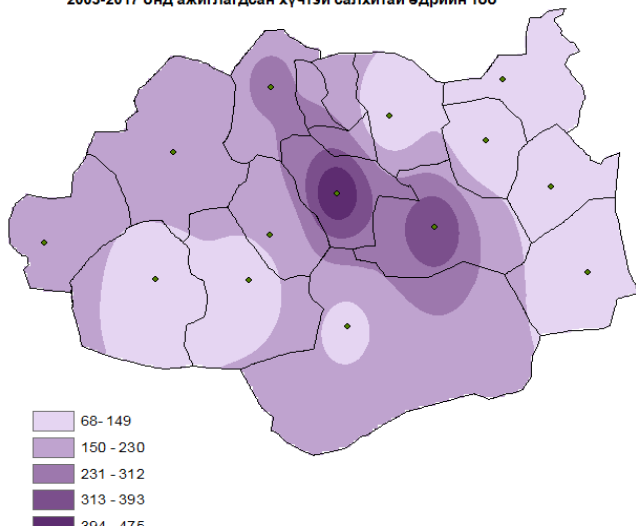 2005-2017 онд ажиглагдсан хүчтэй салхитай өдрийн тоо
68- 149
150 - 230
231 - 312
313 - 393
394 - 475